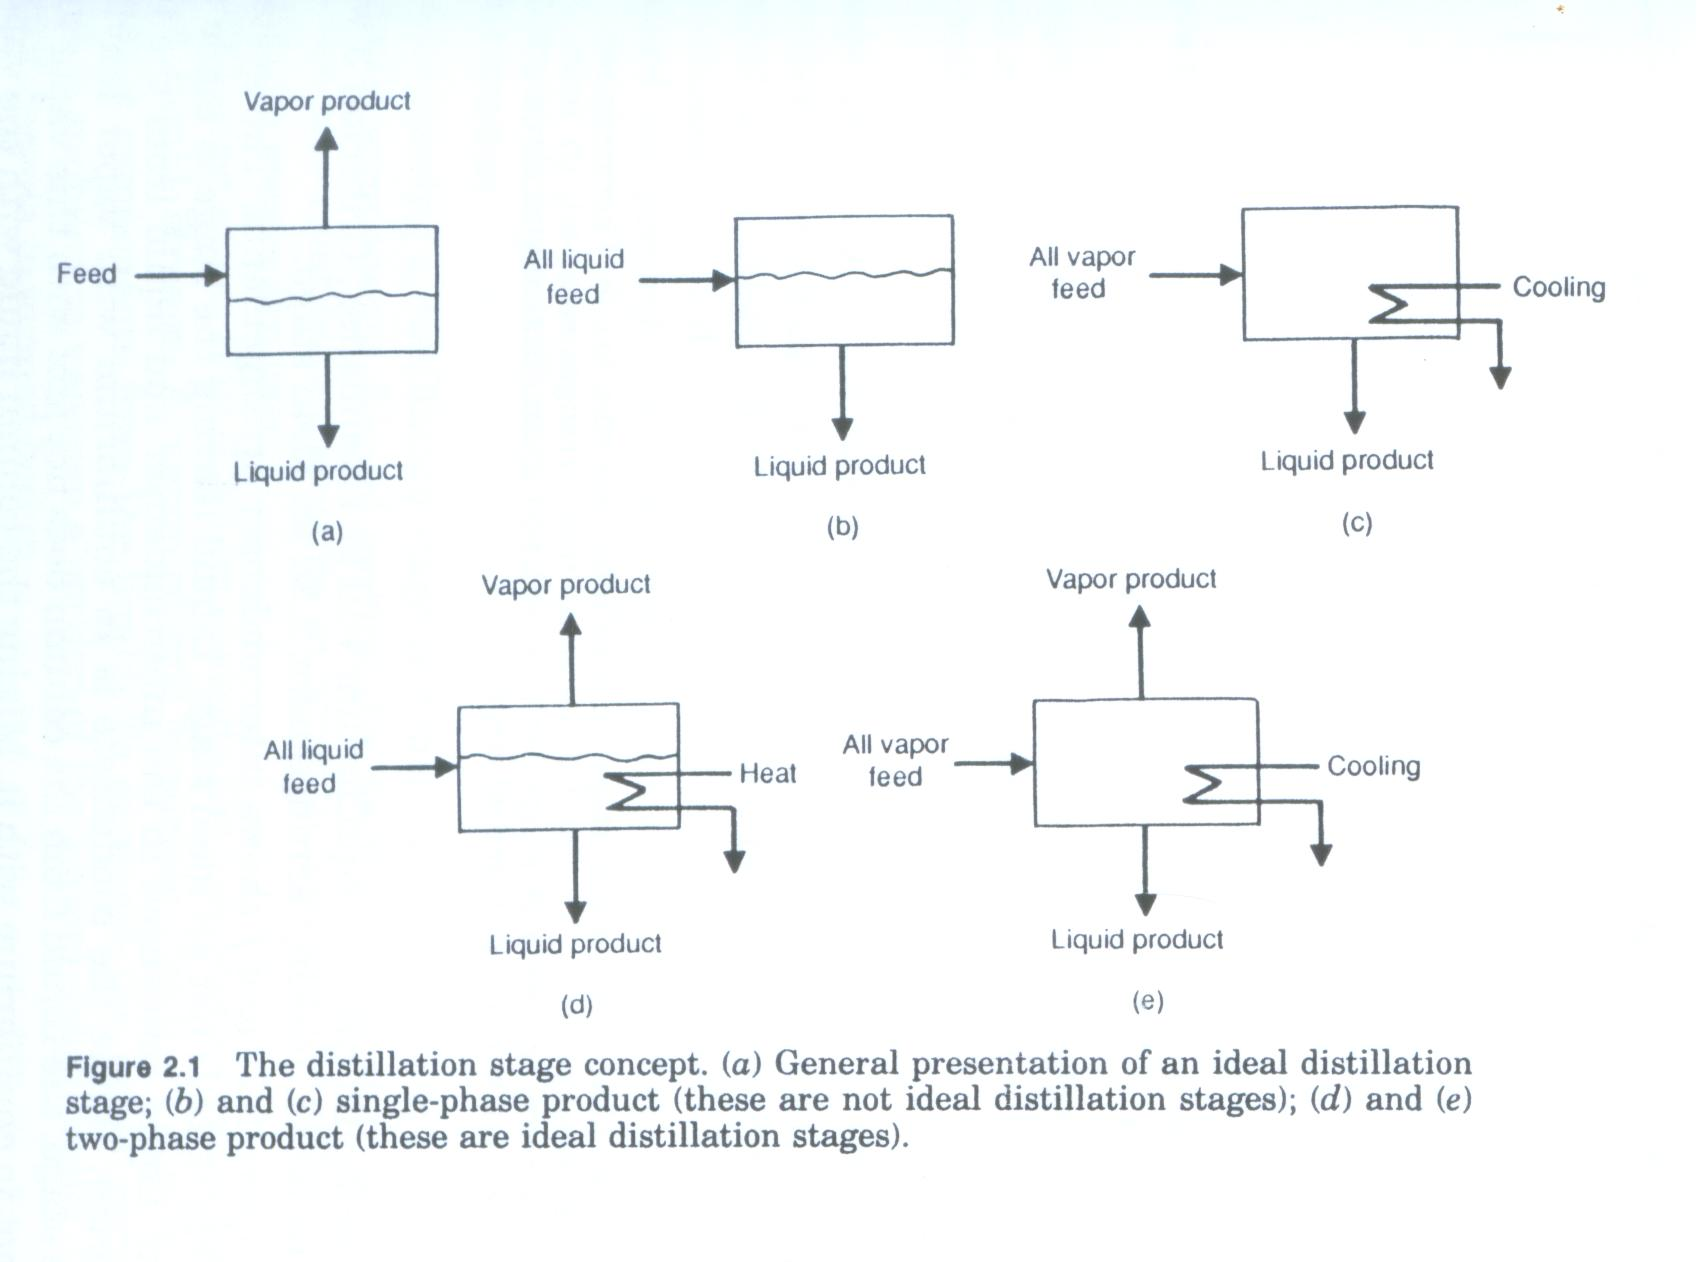 Vapor product
Feed
Liquid product
(a)
All liquid
feed
Liquid product
(b)
All vapor
feed
Cooling
Liquid product
(c)
Vapor product
All liquid
feed
Heat
Liquid product
(d)
Vapor product
All vapor
feed
Cooling
Liquid product
(e)
Figure 2.1 The distillation stage concept. (a) General presentation of an ideal distillation
stage; (b) and (c) single-phase product (these are not ideal distillation stages); (d) and (e)
two-phase product (these are ideal distillation stages).